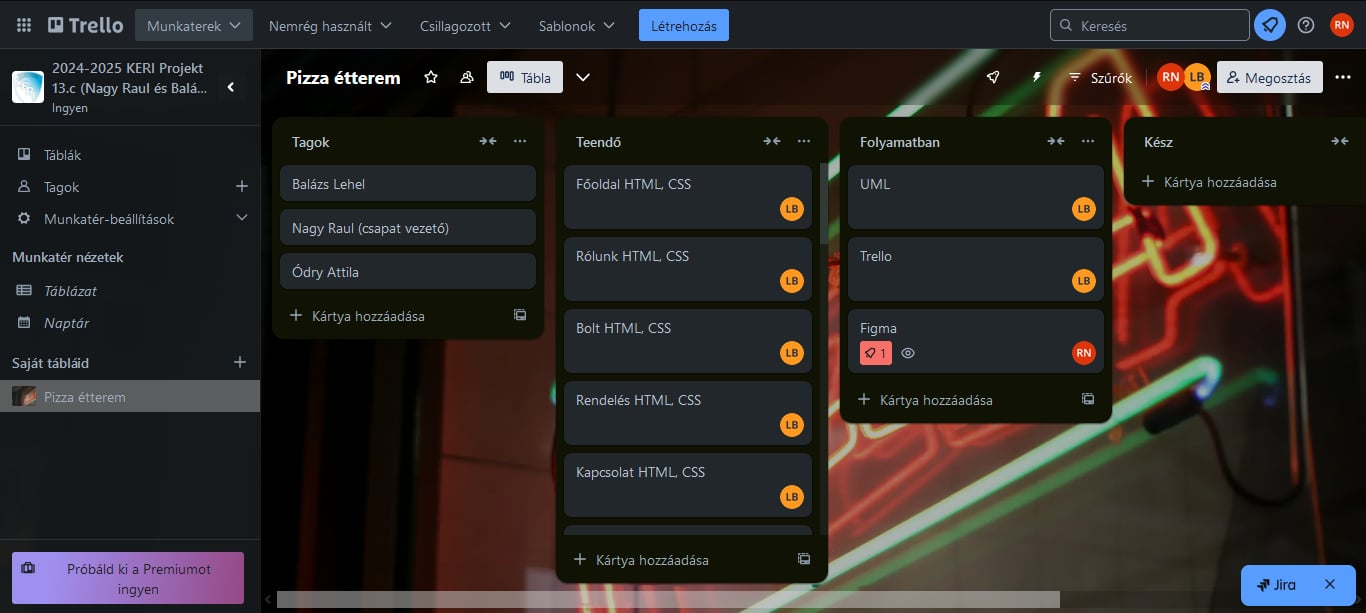 Trello
Munkaterek
Nemrég használt
Csillagozott
Sablonok
Létrehozás
Keresés
RN
2024-2025 KERI Projekt
13.c (Nagy Raul és Balá...
Ingyen
Pizza étterem
Tábla
Szűrők
RN
LB
Megosztás
Táblák
Tagok
Munkatér-beállítások
Munkatér nézetek
Táblázat
Naptár
Saját tábláid
Pizza étterem
Próbáld ki a Premiumot
ingyen
Tagok
Balázs Lehel
Nagy Raul (csapat vezető)
Ódry Attila
Kártya hozzáadása
Teendő
Főoldal HTML, CSS
LB
Rólunk HTML, CSS
LB
Bolt HTML, CSS
LB
Rendelés HTML, CSS
LB
Kapcsolat HTML, CSS
LB
Kártya hozzáadása
Folyamatban
UML
LB
Trello
LB
Figma
1
RN
Kártya hozzáadása
Kész
Kártya hozzáadása
Jira